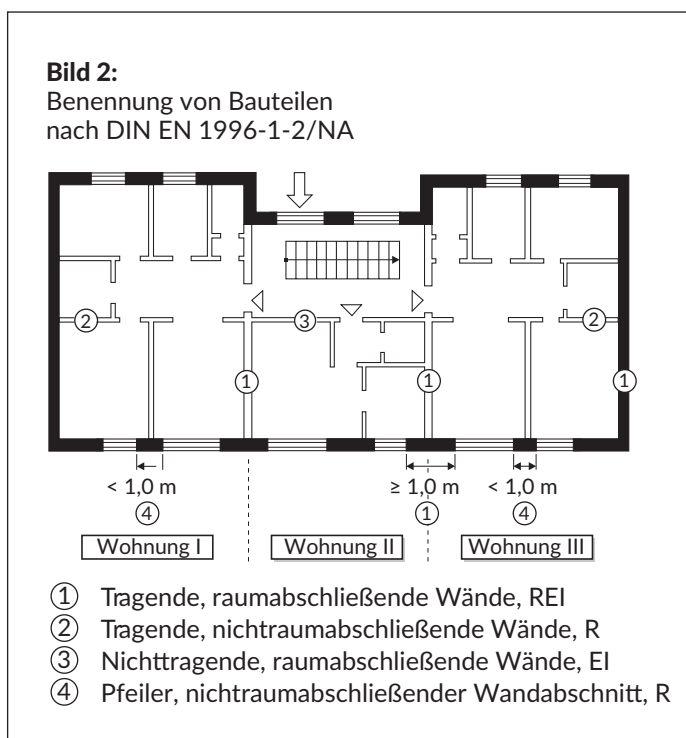 Bild 2:
Benennung von Bauteilen
nach DIN EN 1996-1-2/NA
3
2
2
1
1
1
< 1,0 m
≥ 1,0 m
< 1,0 m
4
1
4
Wohnung I
Wohnung II
Wohnung III
1 Tragende, raumabschließende Wände, REI
2 Tragende, nichtraumabschließende Wände, R
3 Nichttragende, raumabschließende Wände, EI
4 Pfeiler, nichtraumabschließender Wandabschnitt, R